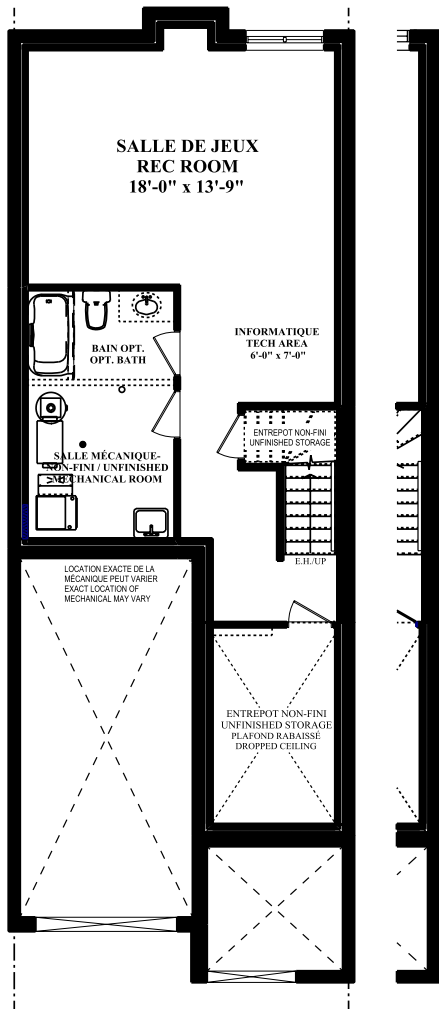 SALLE DE JEUX
REC ROOM
18'-0" x 13'-9"
BAIN OPT.
OPT. BATH
INFORMATIQUE
TECH AREA
6'-0" x 7'-0"
ENTREPOT NON-FINI
UNFINISHED STORAGE
SALLE MÉCANIQUE-
NON-FINI / UNFINISHED
MECHANICAL ROOM
E.H./UP
LOCATION EXACTE DE LA
MÉCANIQUE PEUT VARIER
EXACT LOCATION OF
MECHANICAL MAY VARY
ENTREPOT NON-FINI
UNFINISHED STORAGE
PLAFOND RABAISSÉ
DROPPED CEILING